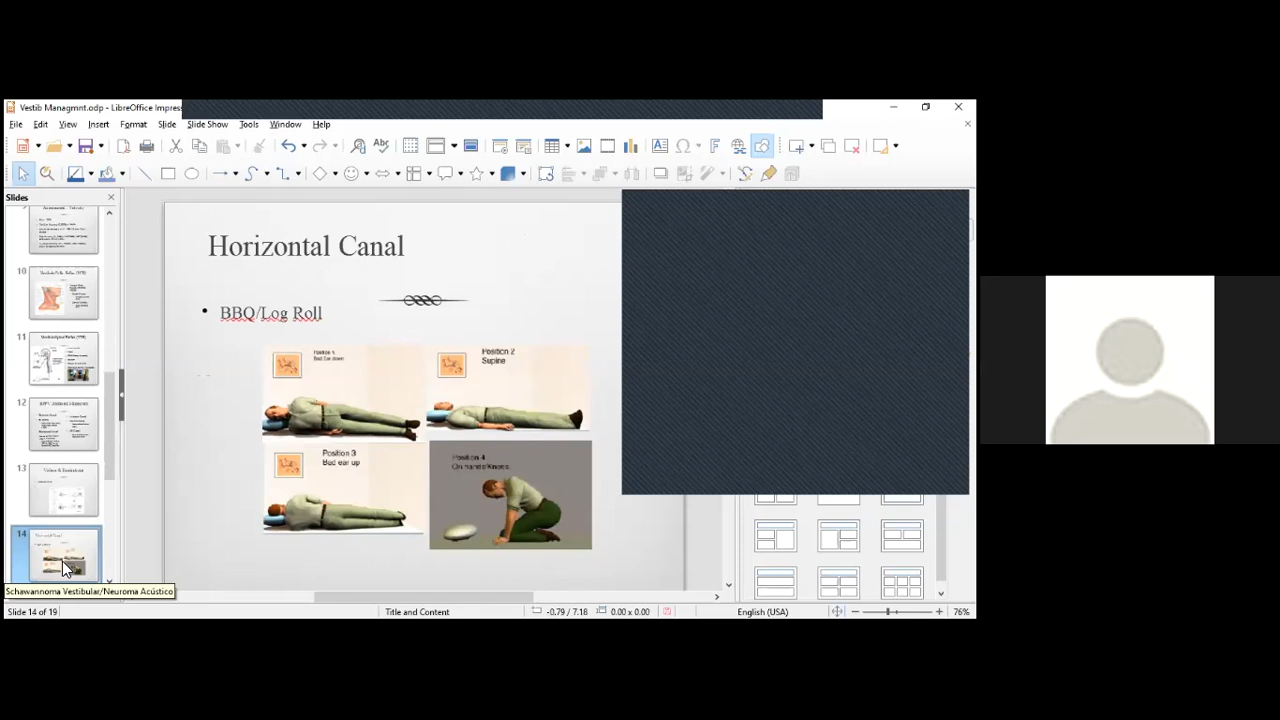 Vestib Managmnt.odp - LibreOffice Impress
File Edit View Insert Format Slide Slide Show Tools Window Help
Slides
10
11
12
13
14
Horizontal Canal
BBQ/Log Roll
Position 1
Bad Ear down
Position 2
Supine
Position 3
Bad ear up
Position 4
On hands/Knees
Schawannoma Vestibular/Neuroma Acústico
Slide 14 of 19
Title and Content
-0.79 / 7.18
0.00 x 0.00
English (USA)
76%